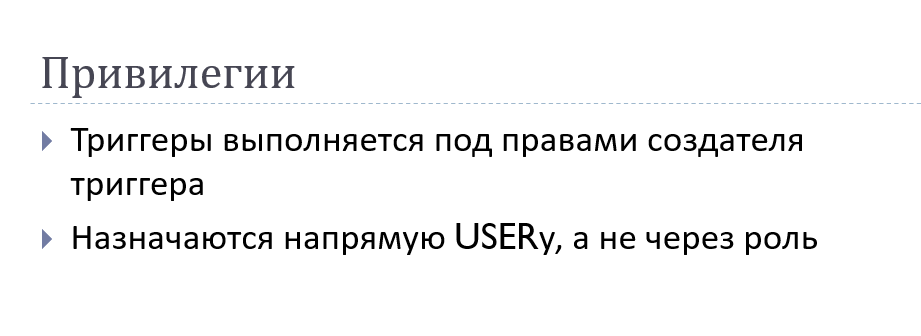 Привилегии
Триггеры выполняется под правами создателя
триггера
Назначаются напрямую USERу, а не через роль